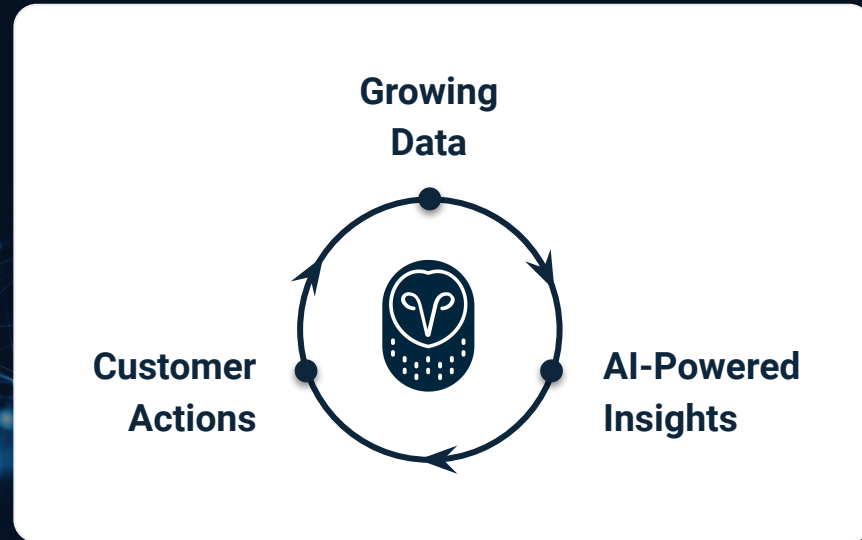 Growing
Data
Customer
Actions
AI-Powered
Insights